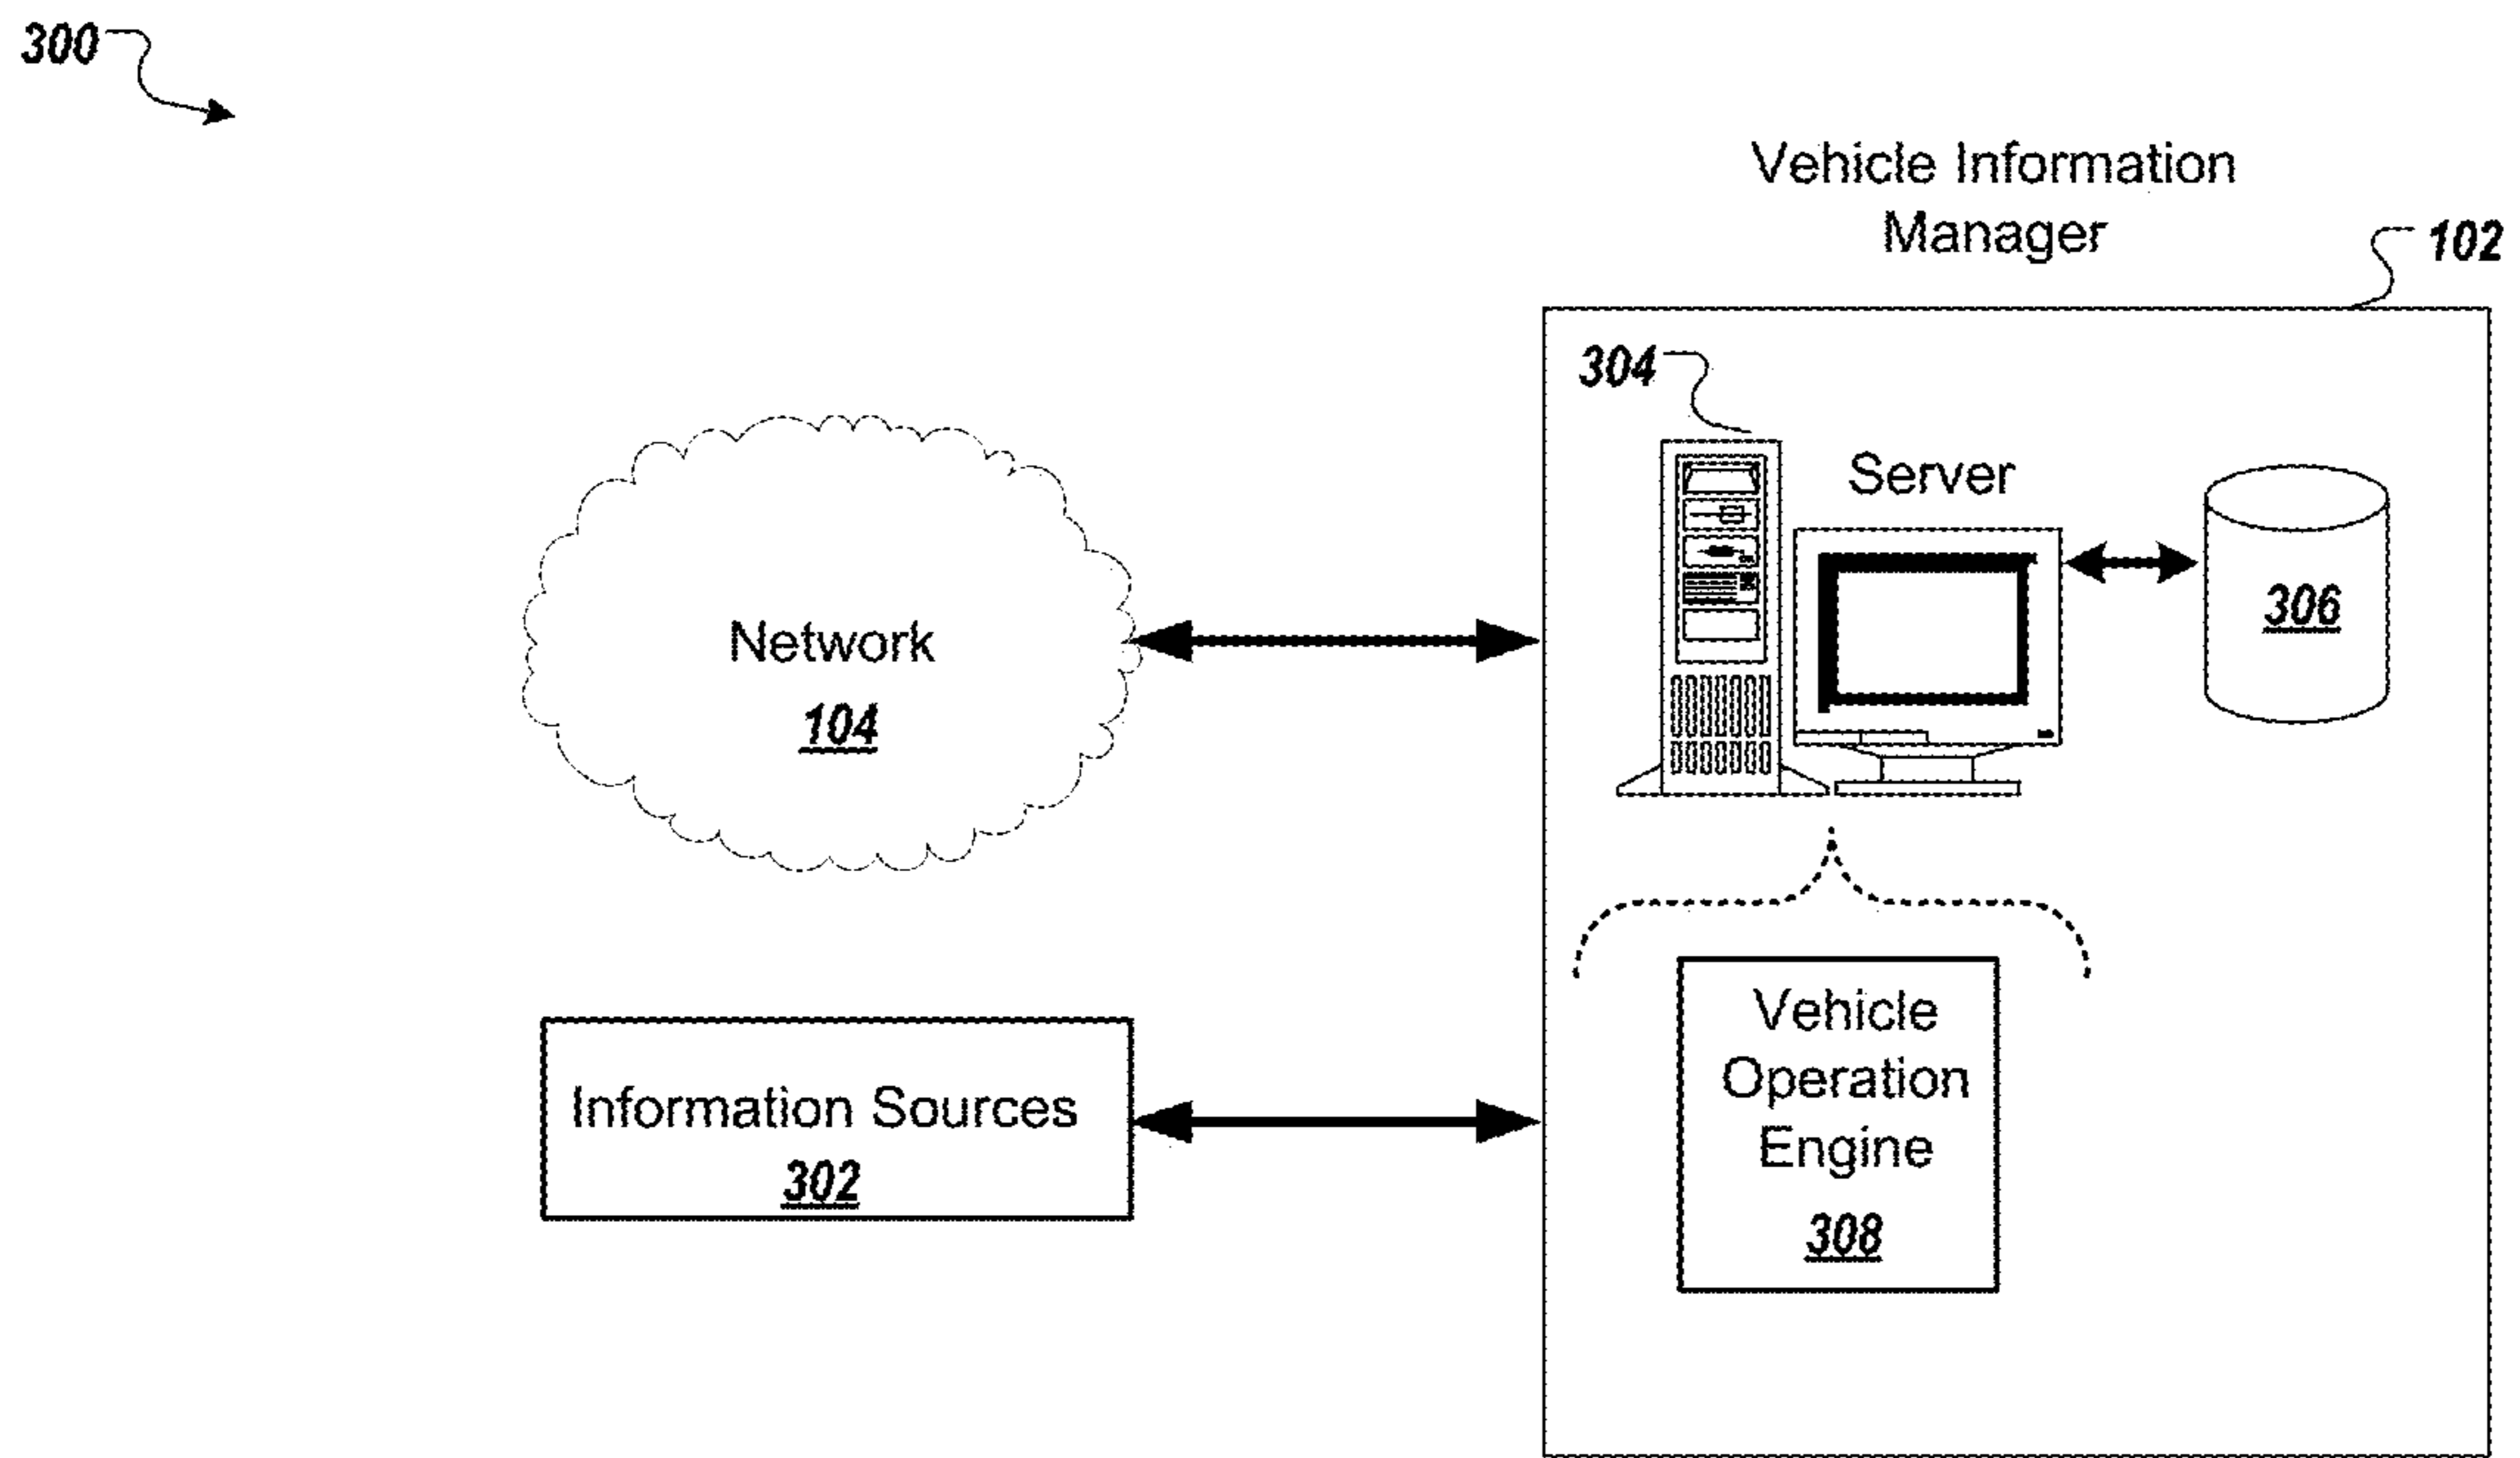 300
Vehicle Information
Manager
102
304
Server
306
Network
104
Vehicle
Operation
Engine
308
Information Sources
302